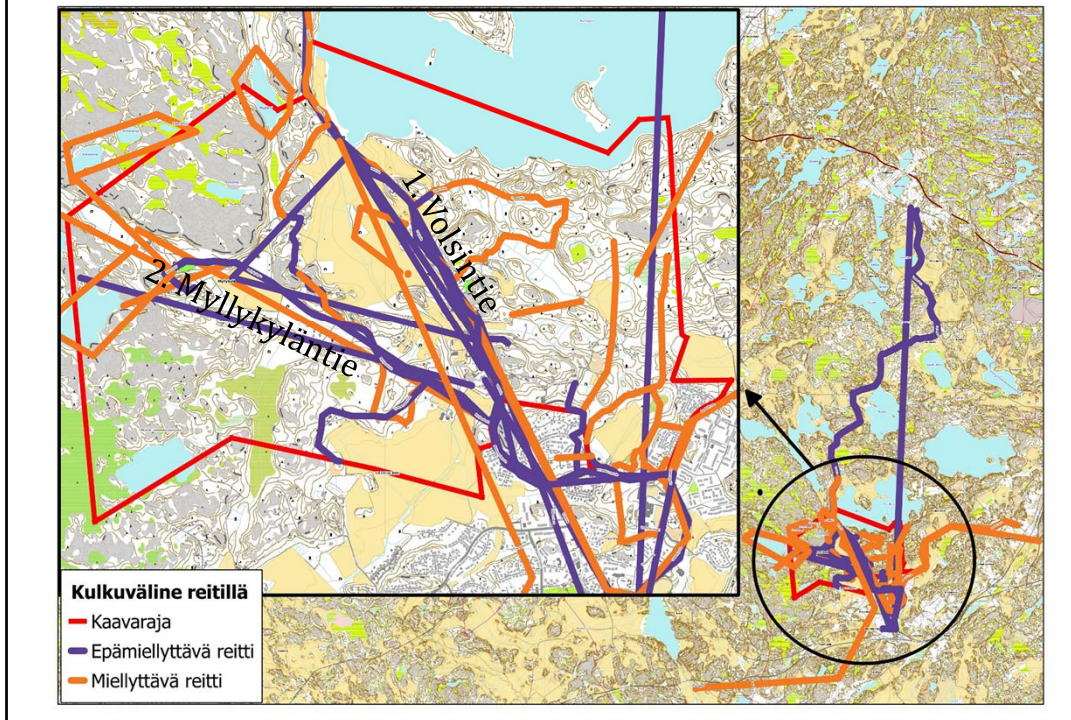 1. Volsintie
2. Myllykyläntie
Kulkuväline reitillä
Kaavaraja
Epämiellyttävä reitti
Miellyttävä reitti